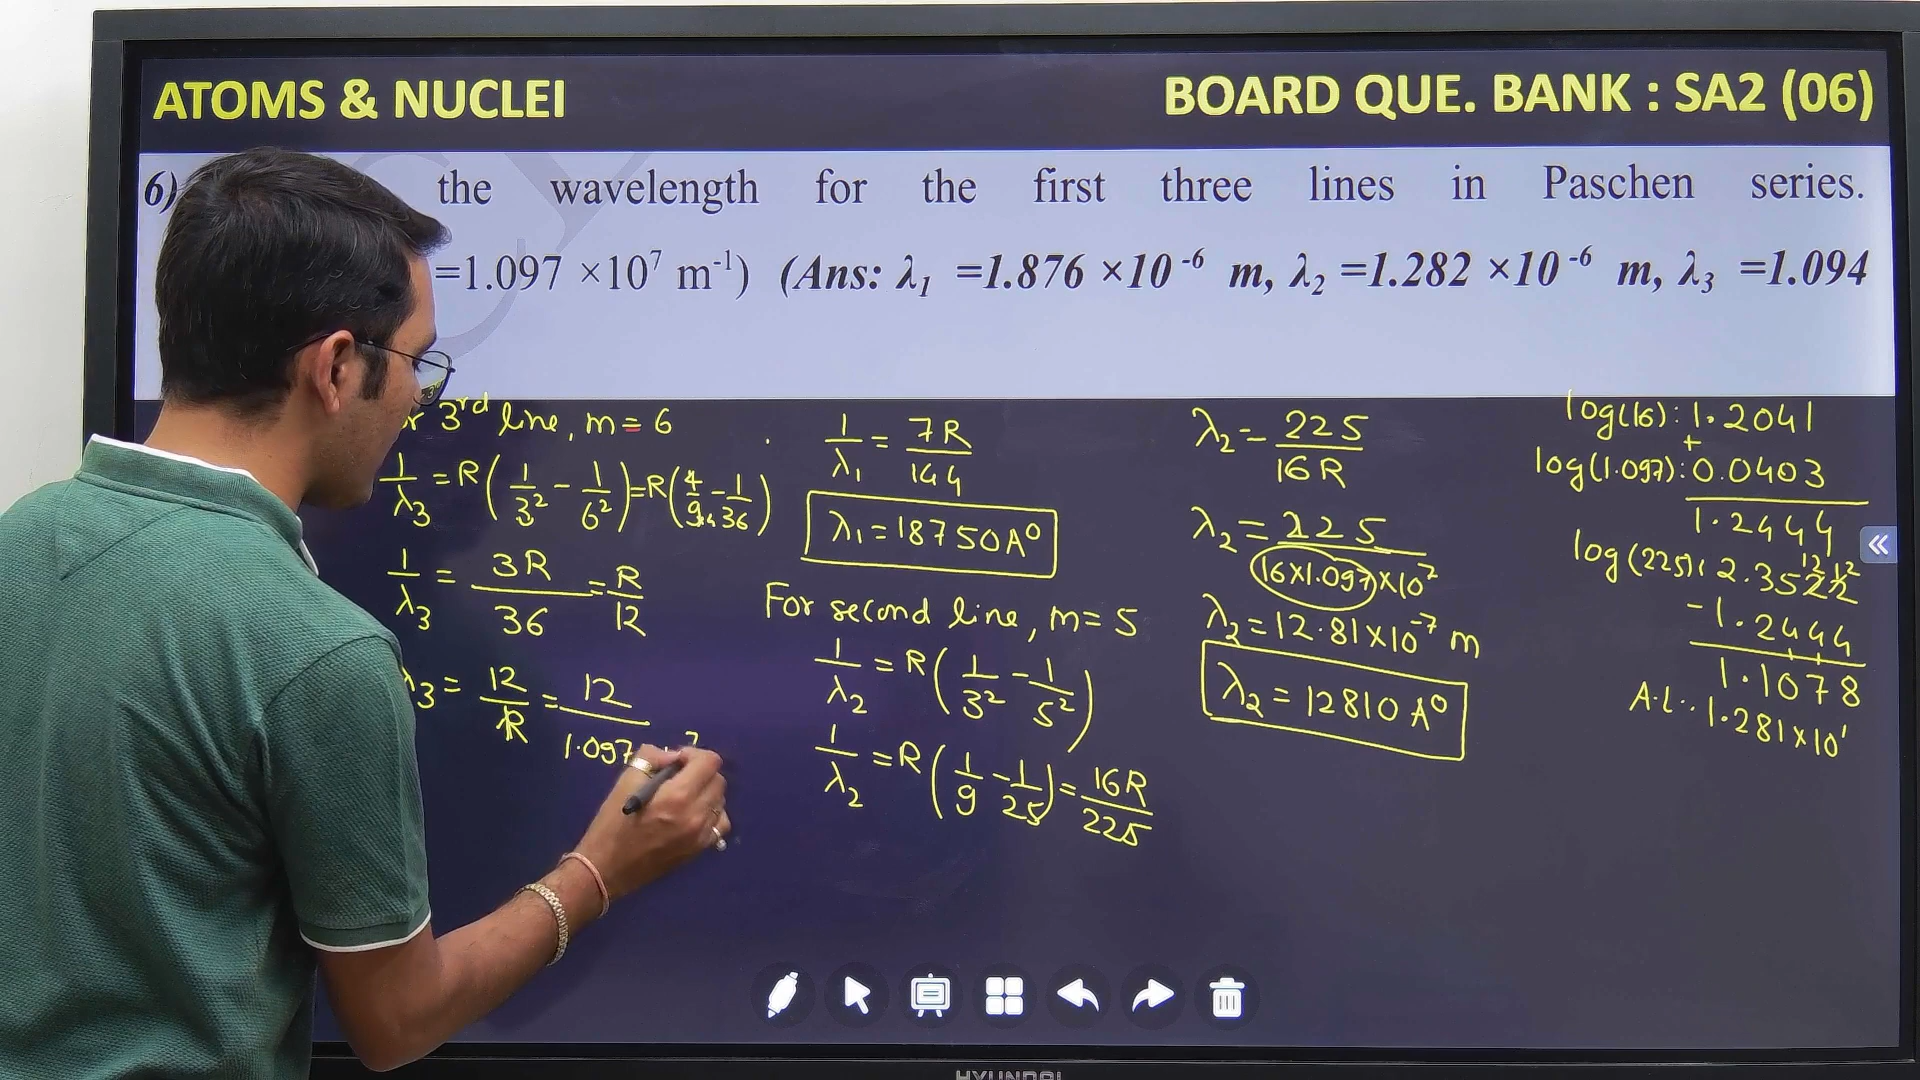 ATOMS & NUCLEI
BOARD QUE. BANK : SA2 (06)
6)
the wavelength for the first three lines in Paschen series.
=1.097 ×10⁷ m⁻¹) (Ans: λ₁ =1.876 ×10⁻⁶ m, λ₂ =1.282 ×10⁻⁶ m, λ₃ =1.094
r 3rd line, m = 6
1/λ₃ = R(1/3² - 1/6²) = R(4/9×4 - 1/36)
1/λ₃ = 3R/36 = R/12
λ₃ = 12/R = 12/1.097
1/λ₁ = 7R/144
λ₁ = 18750 A⁰
For second line, m = 5
1/λ₂ = R(1/3² - 1/5²)
1/λ₂ = R(1/9 - 1/25) = 16R/225
λ₂ = 225/16R
λ₂ = 225/16×1.097×10⁷
λ₂ = 12.81×10⁻⁷ m
λ₂ = 12810 A⁰
log(16): 1.2041
+
log(1.097): 0.0403
1.2444
log(225): 2.3522
- 1.2444
1.1078
A.L.. 1.281×10¹
HYUNDAI